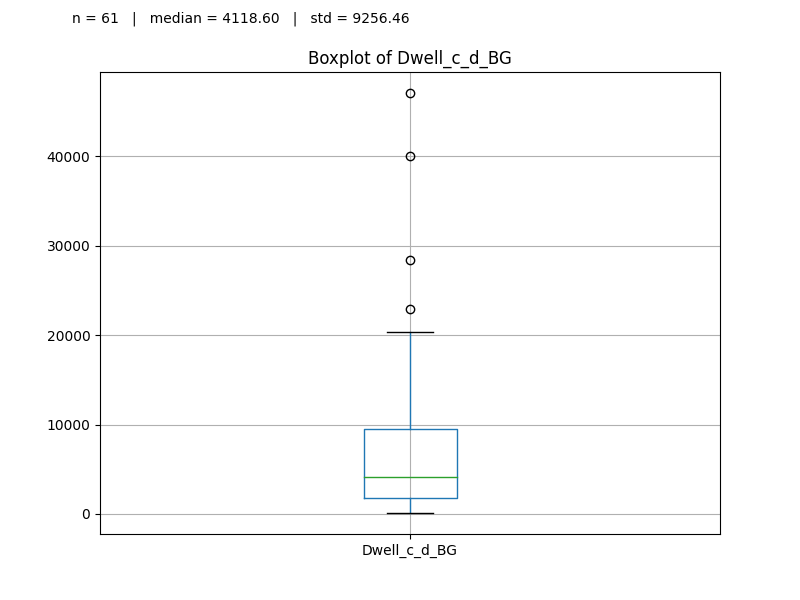 n = 61   |   median = 4118.60   |   std = 9256.46
Boxplot of Dwell_c_d_BG
40000
30000
20000
10000
0
Dwell_c_d_BG